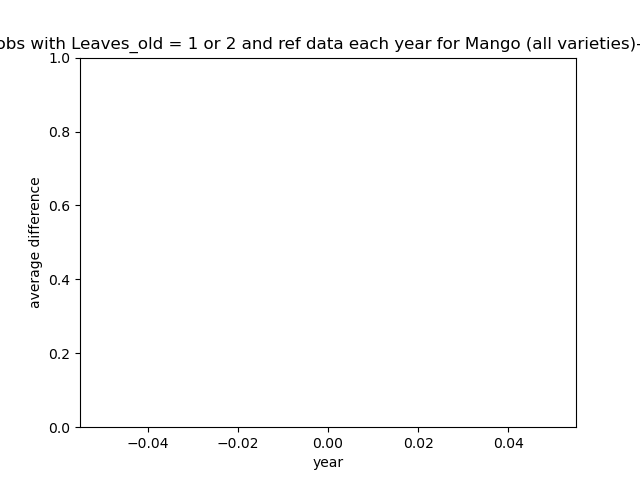 obs with Leaves_old = 1 or 2 and ref data each year for Mango (all varieties)-
1.0
0.8
0.6
0.4
0.2
0.0
average difference
−0.04 −0.02 0.00 0.02 0.04
year